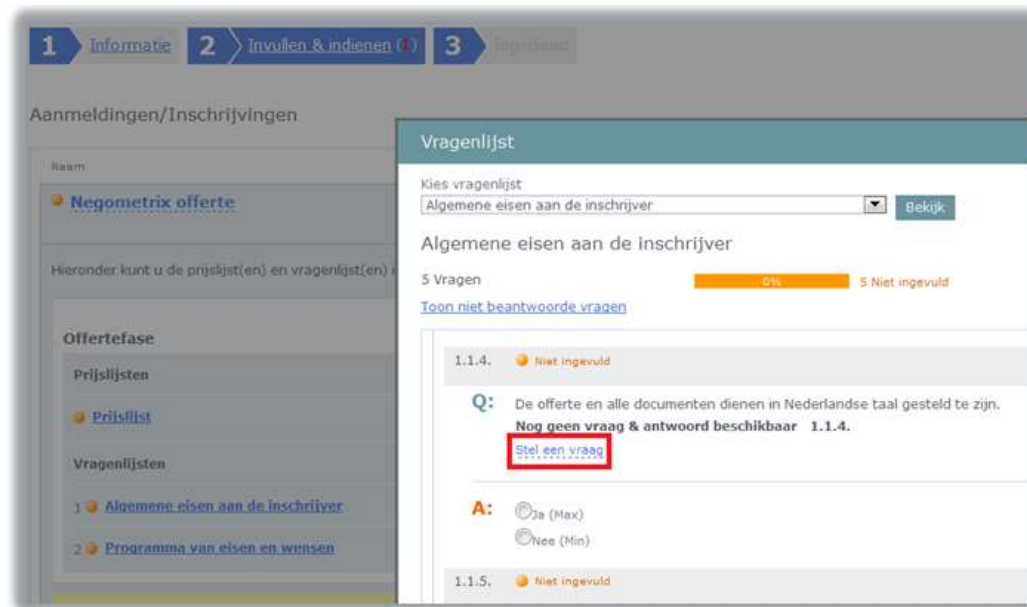 1 Informatie 2 Invullen & indienen (1) 3 Ingediend
Aanmeldingen/Inschrijvingen
Naam
Negometrix offerte
Hieronder kunt u de prijslijst(en) en vragenlijst(en) i
Offertefase
Prijslijsten
Prijslijst
Vragenlijsten
1 Algemene eisen aan de inschrijver
2 Programma van eisen en wensen
Vragenlijst
Kies vragenlijst
Algemene eisen aan de inschrijver Bekijk
Algemene eisen aan de inschrijver
5 Vragen 0% 5 Niet ingevuld
Toon niet beantwoorde vragen
1.1.4. Niet ingevuld
Q: De offerte en alle documenten dienen in Nederlandse taal gesteld te zijn.
Nog geen vraag & antwoord beschikbaar 1.1.4.
Stel een vraag
A: Ja (Max)
Nee (Min)
1.1.5. Niet ingevuld